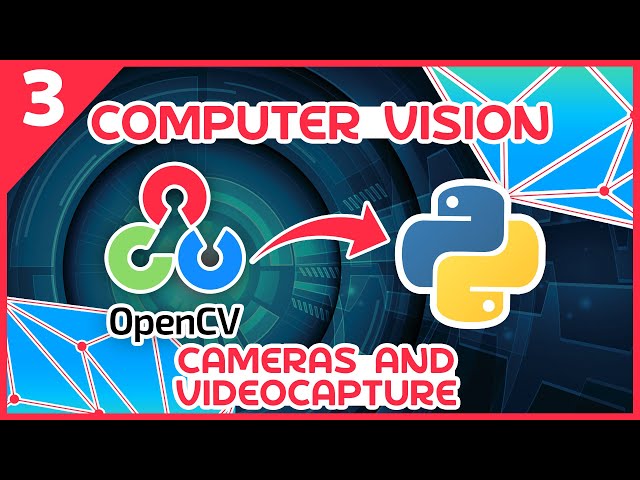 3
COMPUTER VISION
OpenCV
CAMERAS AND
VIDEOCAPTURE